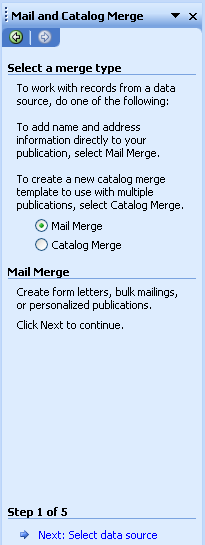 Mail and Catalog Merge
Select a merge type
To work with records from a data
source, do one of the following:
To add name and address
information directly to your
publication, select Mail Merge.
To create a new catalog merge
template to use with multiple
publications, select Catalog Merge.
Mail Merge
Catalog Merge
Mail Merge
Create form letters, bulk mailings,
or personalized publications.
Click Next to continue.
Step 1 of 5
Next: Select data source